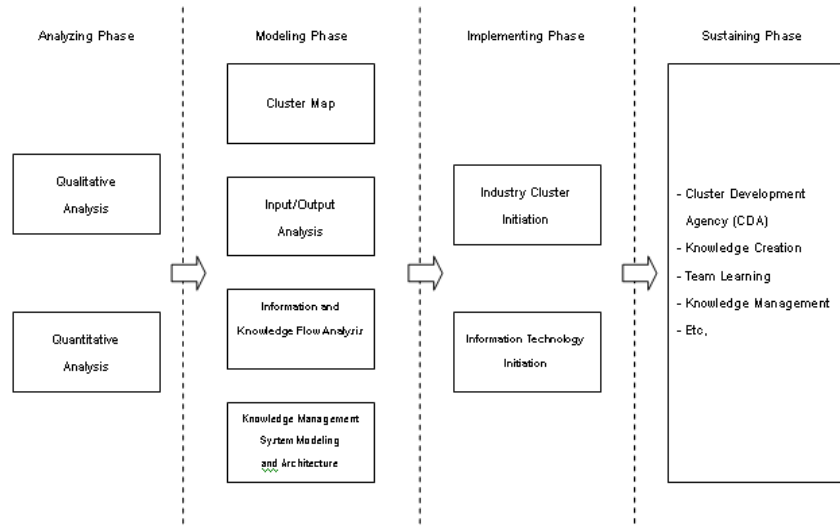 Analyzing Phase
Modeling Phase
Implementing Phase
Sustaining Phase
Qualitative
Analysis
Quantitative
Analysis
Cluster Map
Input/Output
Analysis
Information and
Knowledge Flow Analysis
Knowledge Management
System Modeling
and Architecture
Industry Cluster
Initiation
Information Technology
Initiation
- Cluster Development
Agency (CDA)
- Knowledge Creation
- Team Learning
- Knowledge Management
- Etc,